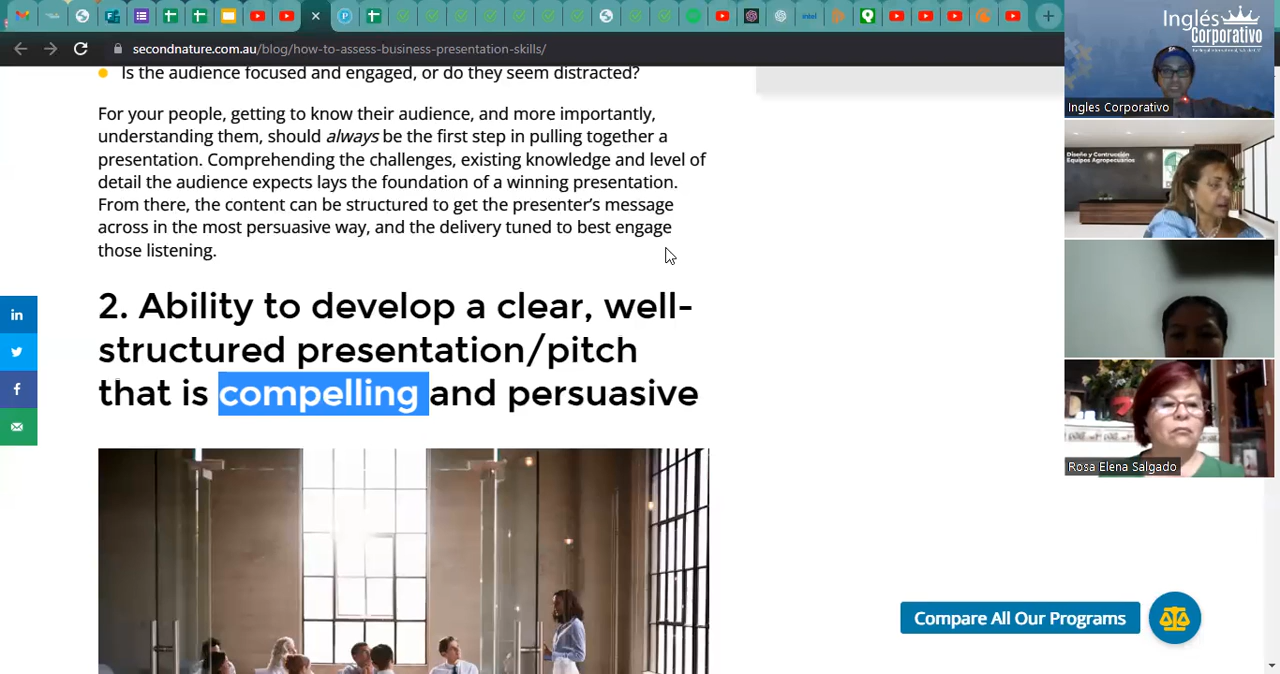 secondnature.com.au/blog/how-to-assess-business-presentation-skills/
Is the audience focused and engaged, or do they seem distracted?
For your people, getting to know their audience, and more importantly,
understanding them, should always be the first step in pulling together a
presentation. Comprehending the challenges, existing knowledge and level of
detail the audience expects lays the foundation of a winning presentation.
From there, the content can be structured to get the presenter's message
across in the most persuasive way, and the delivery tuned to best engage
those listening.
2. Ability to develop a clear, well-
structured presentation/pitch
that is compelling and persuasive
Compare All Our Programs
Inglés
Corporativo
Ingles Corporativo
Diseño y Contrucción
Equipos Agropecuarios
Rosa Elena Salgado